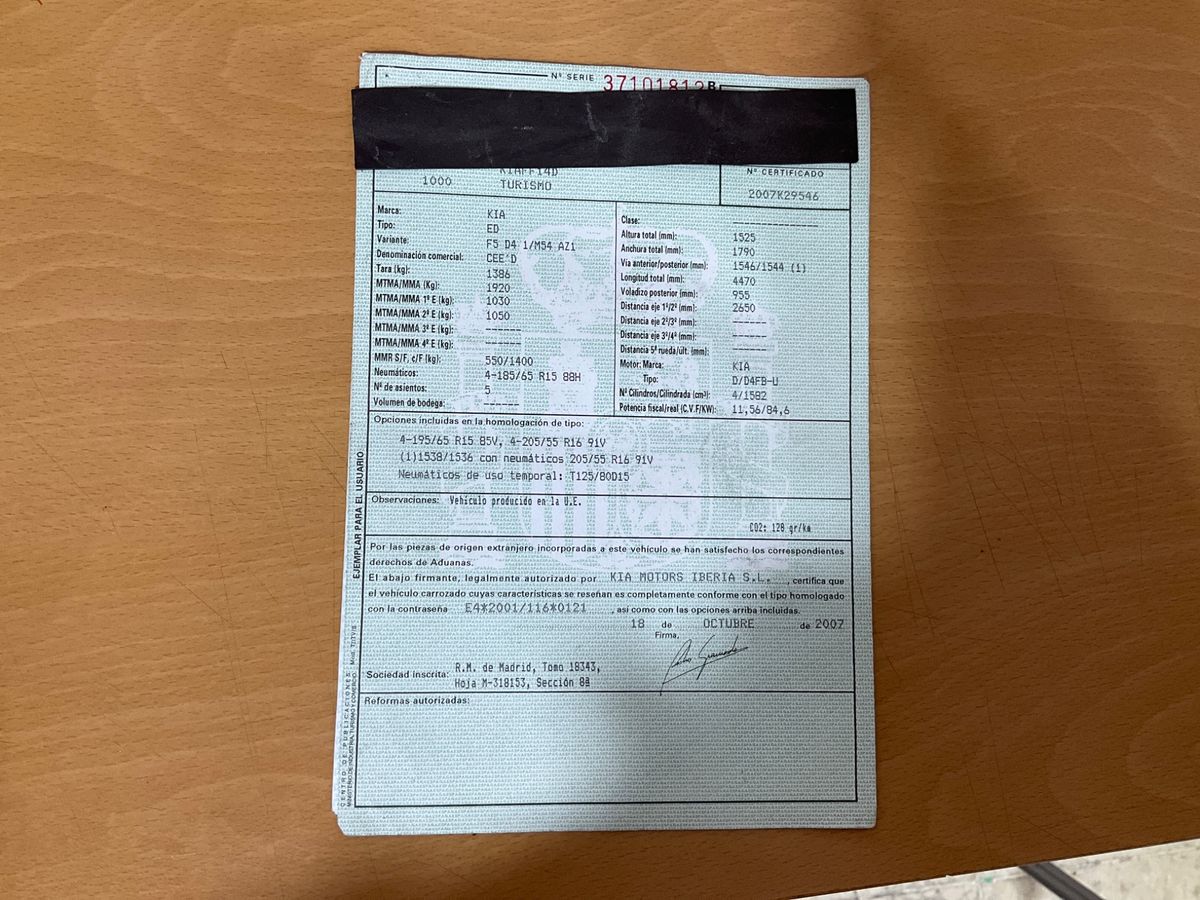 Nº SERIE 37101812B
KIAFF14D
1000 TURISMO
Nº CERTIFICADO
2007K29546
Marca: KIA
Tipo: ED
Variante: F5 D4 1/M54 AZ1
Denominación comercial: CEE'D
Tara (kg): 1386
MTMA/MMA (Kg): 1920
MTMA/MMA 1º E (kg): 1030
MTMA/MMA 2º E (kg): 1050
MTMA/MMA 3º E (kg): ------
MTMA/MMA 4º E (kg): ------
MMR S/F, c/F (kg): 550/1400
Neumáticos: 4-185/65 R15 88H
Nº de asientos: 5
Volumen de bodega: ------
Clase: ---------------
Altura total (mm): 1525
Anchura total (mm): 1790
Vía anterior/posterior (mm): 1546/1544 (1)
Longitud total (mm): 4470
Voladizo posterior (mm): 955
Distancia eje 1º/2º (mm): 2650
Distancia eje 2º/3º (mm): ------
Distancia eje 3º/4º (mm): ------
Distancia 5ª rueda/últ. (mm): ------
Motor: Marca: KIA
Tipo: D/D4FB-U
Nº Cilindros/Cilindrada (cm³): 4/1582
Potencia fiscal/real (C.V.F/KW): 11,56/84,6
Opciones incluidas en la homologación de tipo:
4-195/65 R15 85V, 4-205/55 R16 91V
(1)1538/1536 con neumáticos 205/55 R16 91V
Neumáticos de uso temporal: T125/80D15
Observaciones: Vehículo producido en la U.E.
CO2: 128 gr/km
Por las piezas de origen extranjero incorporadas a este vehículo se han satisfecho los correspondientes
derechos de Aduanas.
El abajo firmante, legalmente autorizado por KIA MOTORS IBERIA S.L. , certifica que
el vehículo carrozado cuyas características se reseñan es completamente conforme con el tipo homologado
con la contraseña E4*2001/116*0121 , así como con las opciones arriba incluidas.
18 de OCTUBRE de 2007
Firma,
Sociedad inscrita: R.M. de Madrid, Tomo 18343,
Hoja M-318153, Sección 8ª
Reformas autorizadas:
EJEMPLAR PARA EL USUARIO
CENTRO DE PUBLICACIONES
MINISTERIO DE INDUSTRIA, TURISMO Y COMERCIO